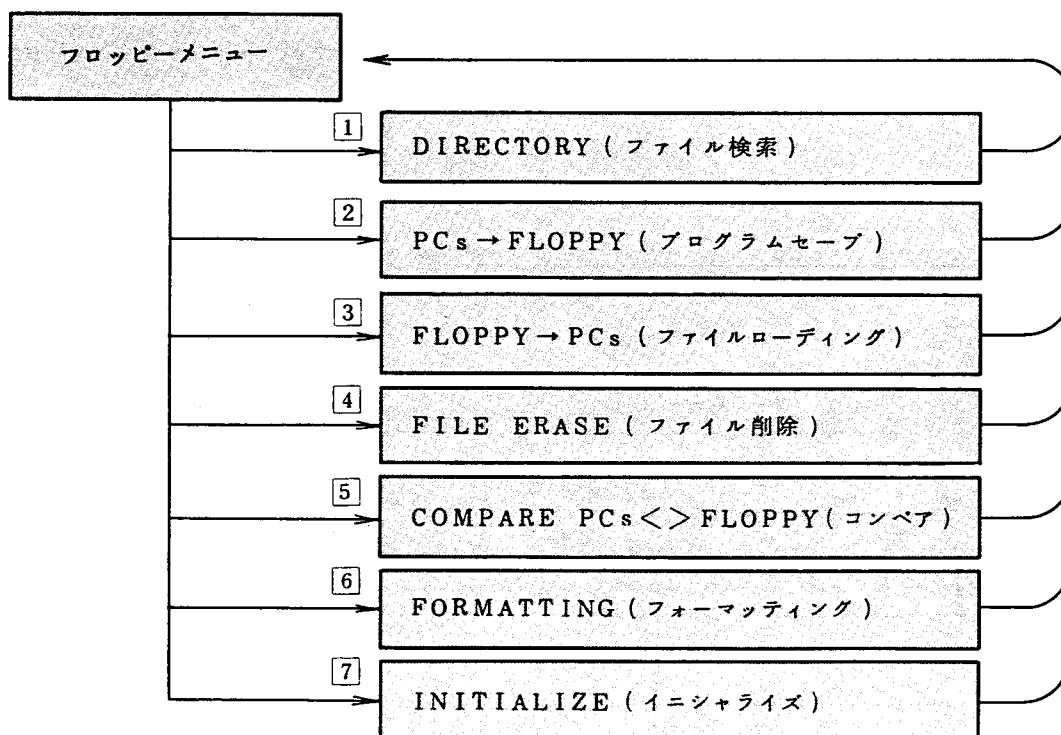 フロッピーメニュー
1
DIRECTORY(ファイル検索)
2
PCs→FLOPPY(プログラムセーブ)
3
FLOPPY→PCs(ファイルローディング)
4
FILE ERASE(ファイル削除)
5
COMPARE PCs<>FLOPPY(コンペア)
6
FORMATTING(フォーマッティング)
7
INITIALIZE(イニシャライズ)